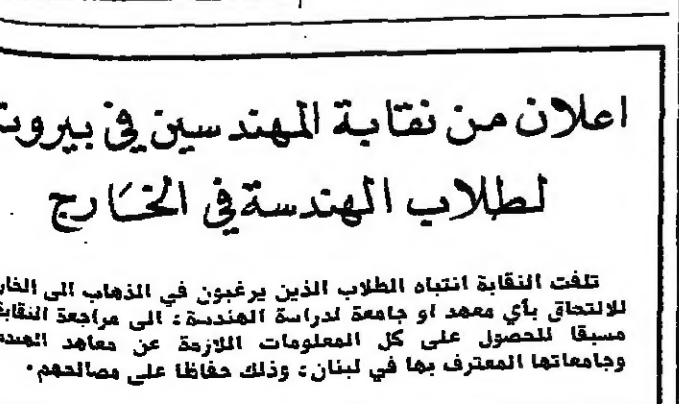 اعلان من نقابة المهندسين في بيروت
لطلاب الهندسة في الخارج
تلفت النقابة انتباه الطلاب الذين يرغبون في الذهاب الى الخارج
للالتحاق بأي معهد او جامعة لدراسة الهندسة، الى مراجعة النقابة
مسبقا للحصول على كل المعلومات اللازمة عن معاهد الهندسة
وجامعاتها المعترف بها في لبنان، وذلك حفاظا على مصالحهم.